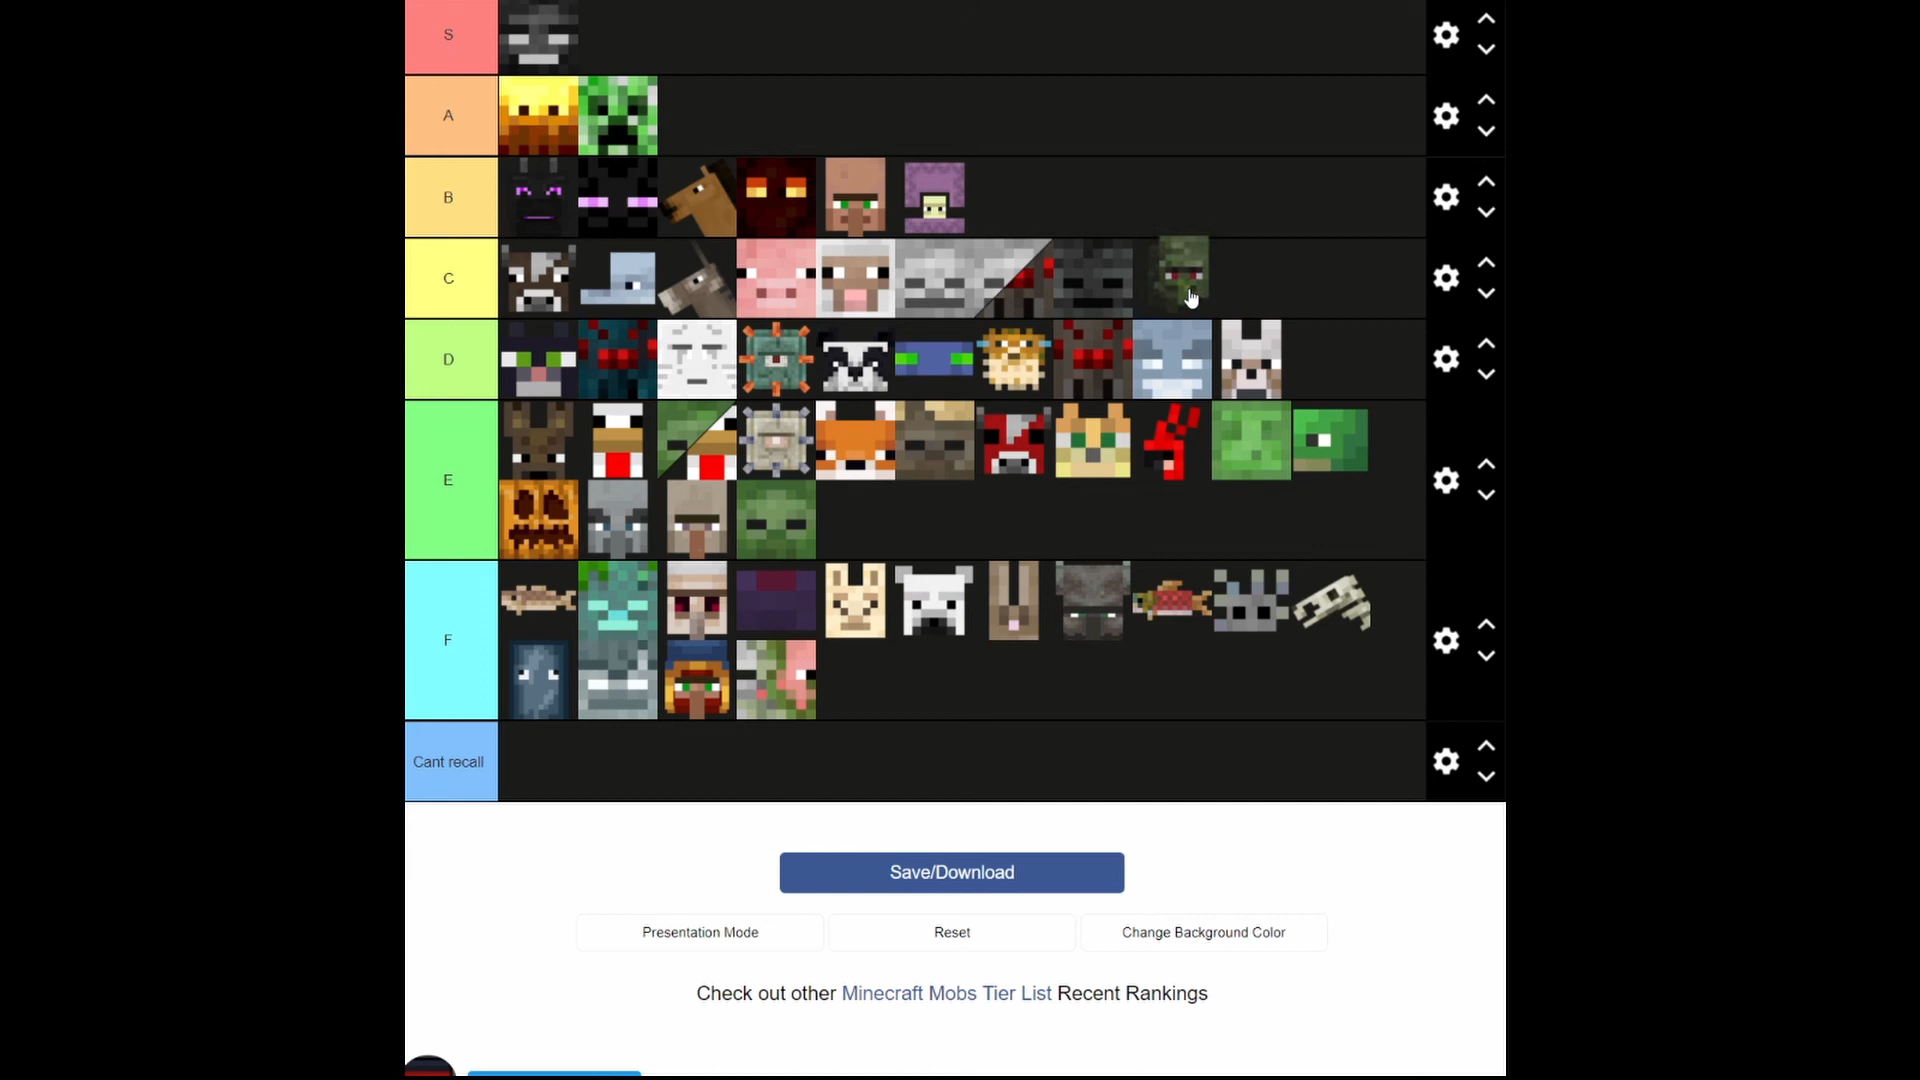 S
A
B
C
D
E
F
Cant recall
Save/Download
Presentation Mode
Reset
Change Background Color
Check out other Minecraft Mobs Tier List Recent Rankings